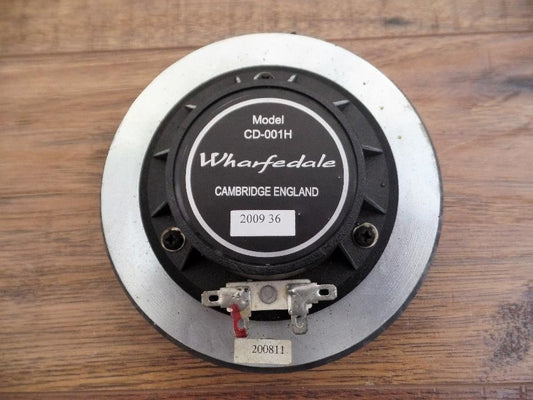 Model
CD-001H
Wharfedale
CAMBRIDGE ENGLAND
2009 36
200811